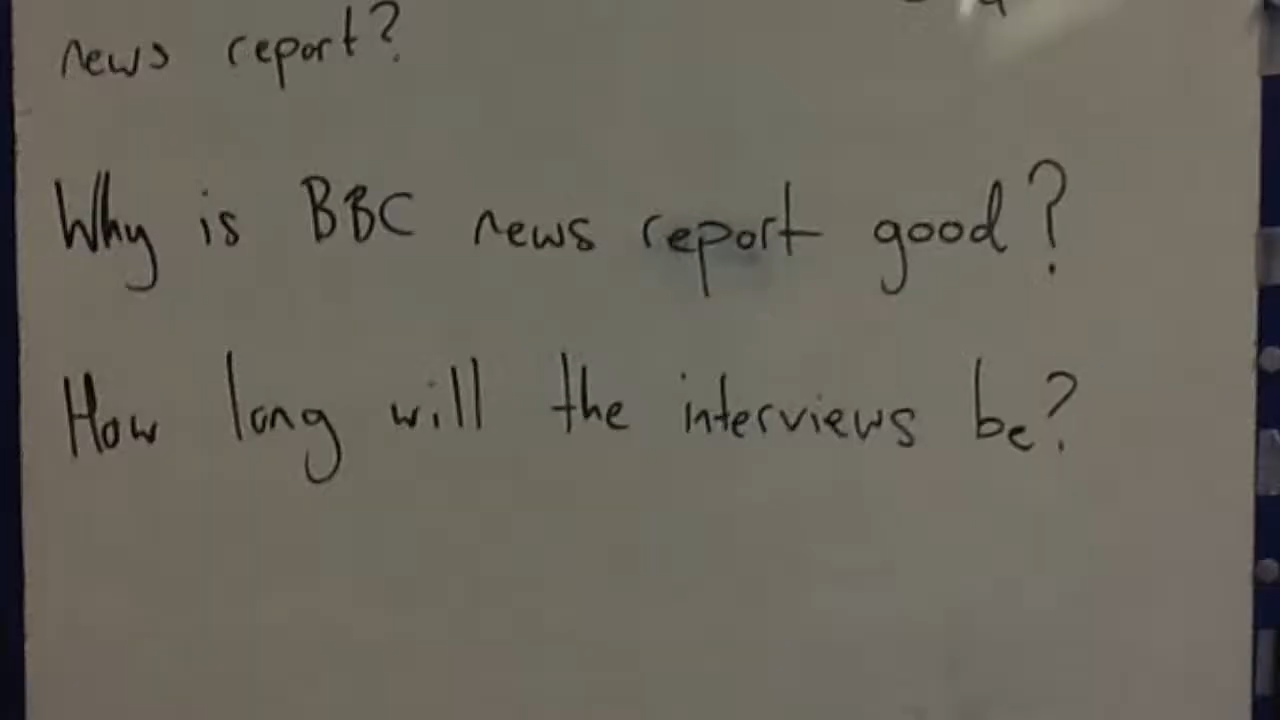 news report?
Why is BBC news report good?
How long will the interviews be?